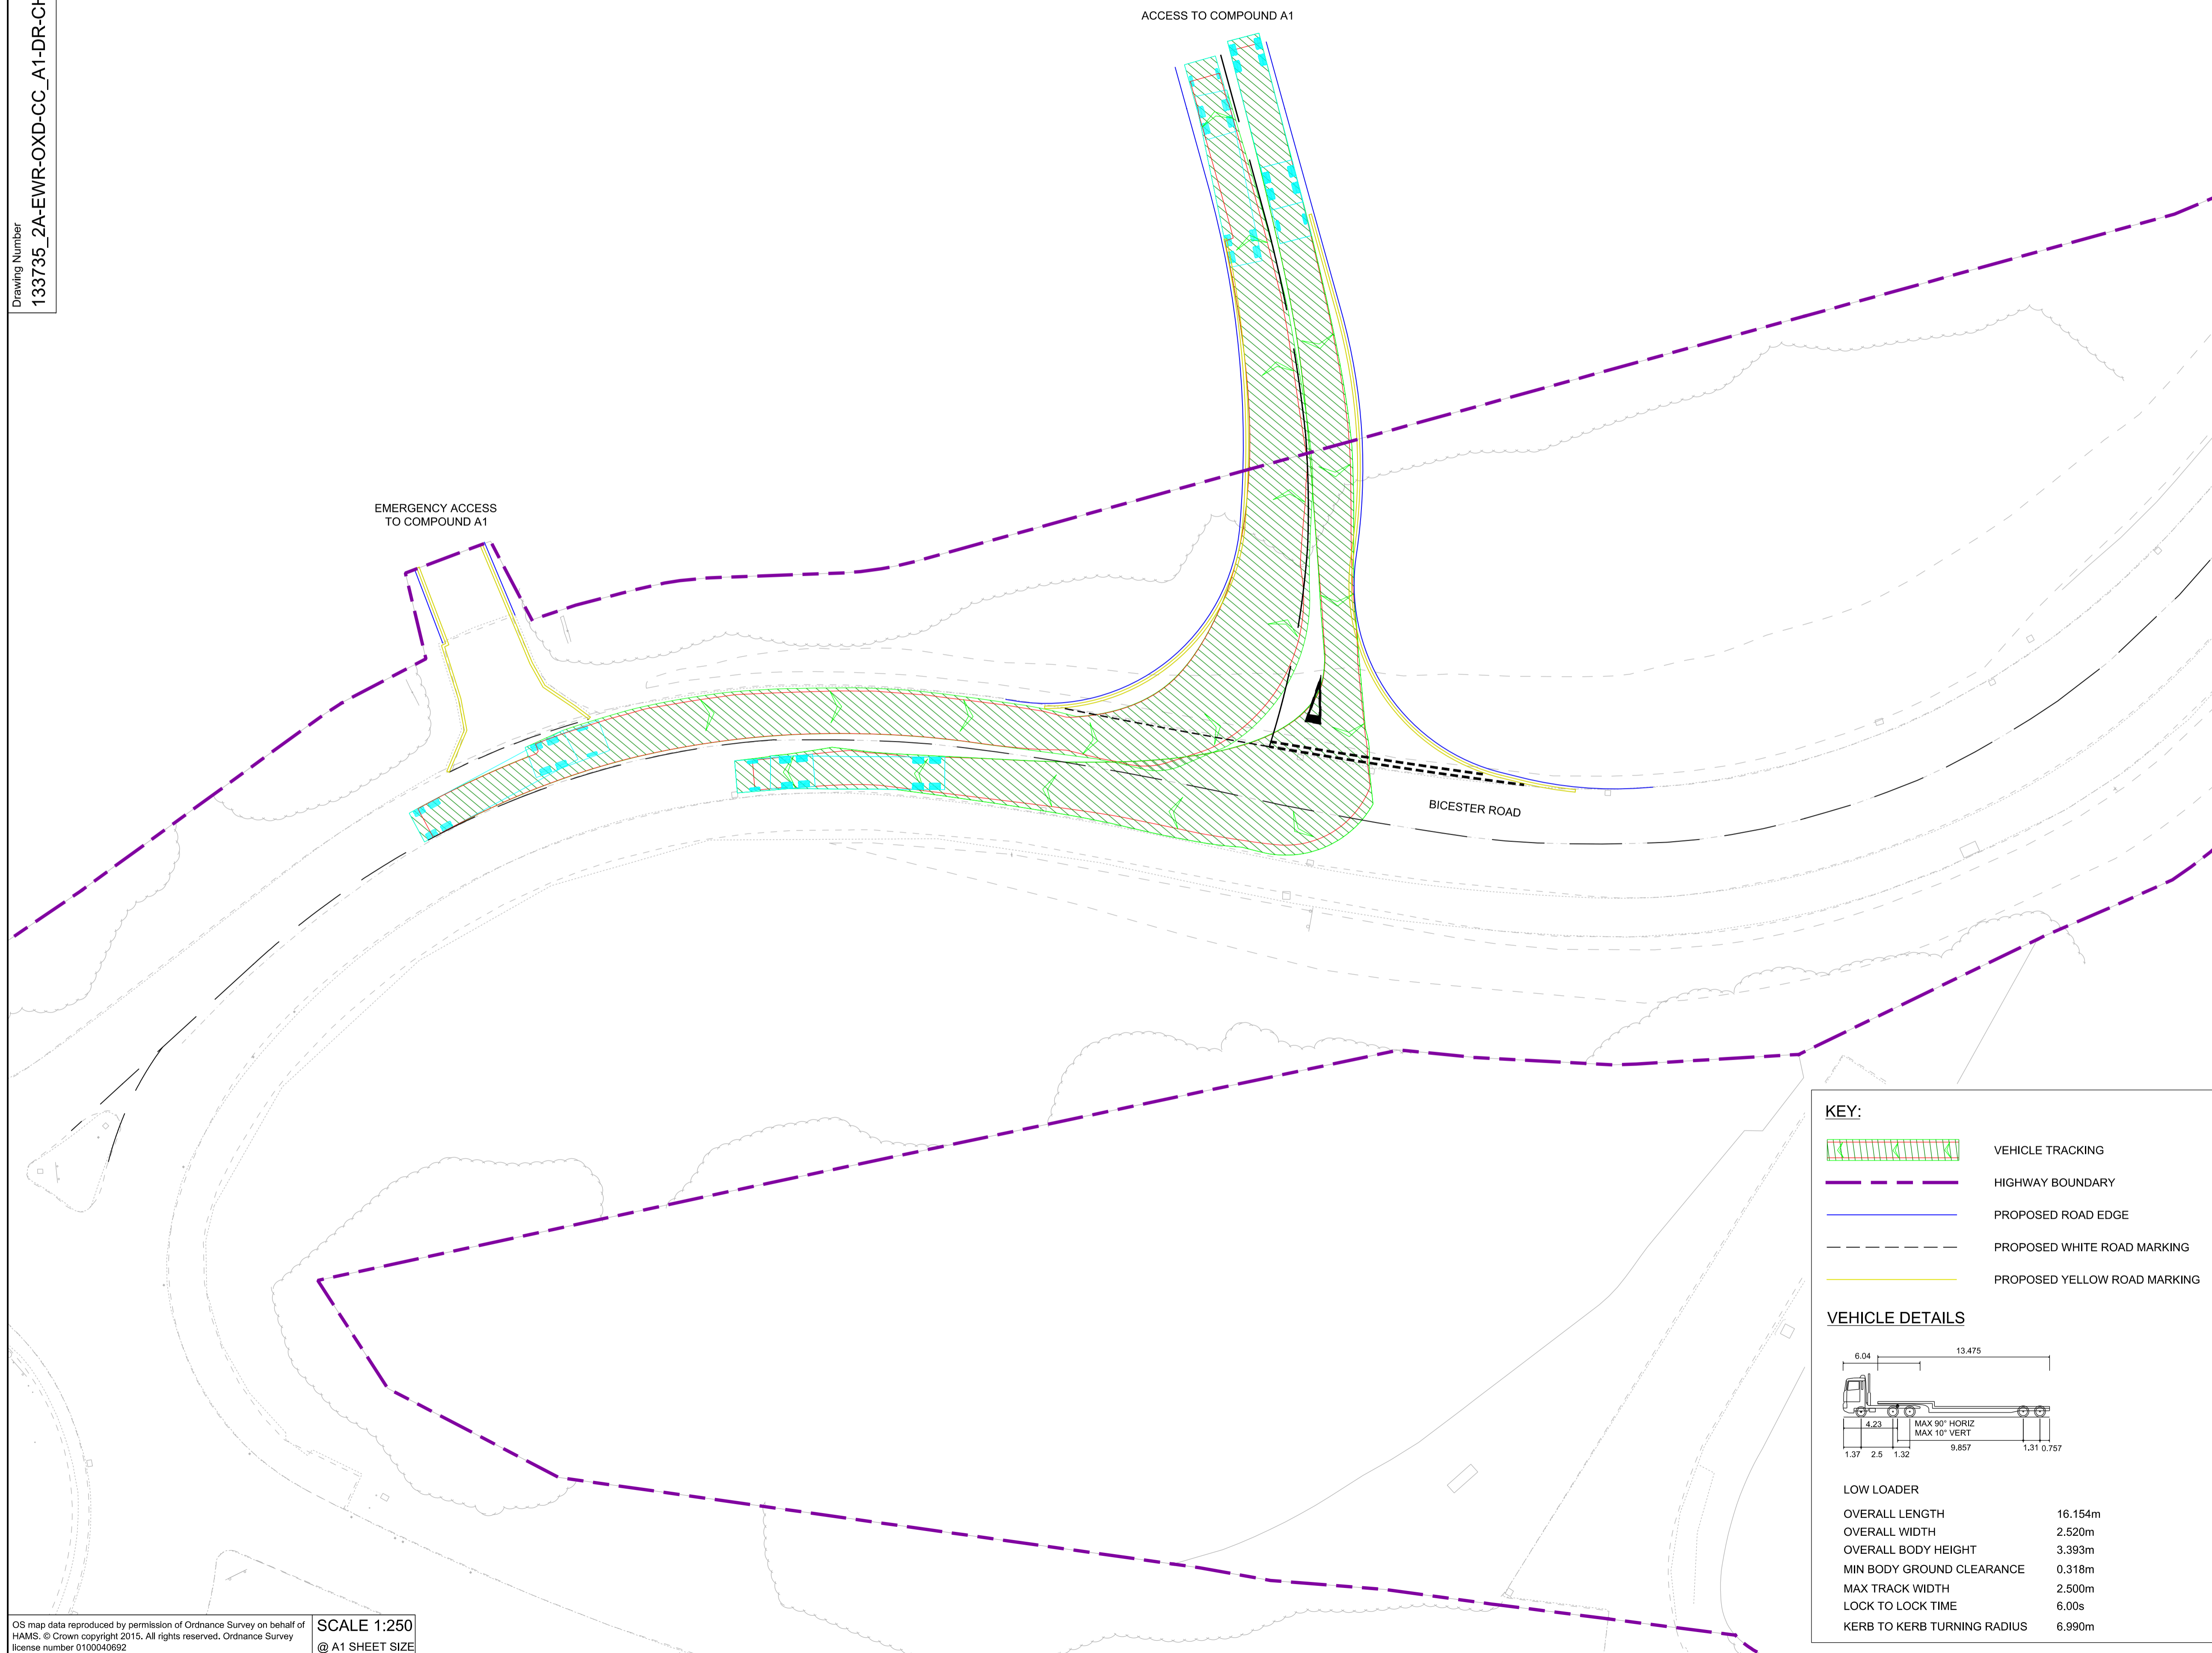 Drawing Number
133735_2A-EWR-OXD-CC_A1-DR-CH
ACCESS TO COMPOUND A1
EMERGENCY ACCESS
TO COMPOUND A1
BICESTER ROAD
KEY:
VEHICLE TRACKING
HIGHWAY BOUNDARY
PROPOSED ROAD EDGE
PROPOSED WHITE ROAD MARKING
PROPOSED YELLOW ROAD MARKING
VEHICLE DETAILS
6.04 13.475
4.23 MAX 90° HORIZ
MAX 10° VERT
1.37 2.5 1.32 9.857 1.31 0.757
LOW LOADER
OVERALL LENGTH 16.154m
OVERALL WIDTH 2.520m
OVERALL BODY HEIGHT 3.393m
MIN BODY GROUND CLEARANCE 0.318m
MAX TRACK WIDTH 2.500m
LOCK TO LOCK TIME 6.00s
KERB TO KERB TURNING RADIUS 6.990m
OS map data reproduced by permission of Ordnance Survey on behalf of
HAMS. © Crown copyright 2015. All rights reserved. Ordnance Survey
license number 0100040692
SCALE 1:250
@ A1 SHEET SIZE